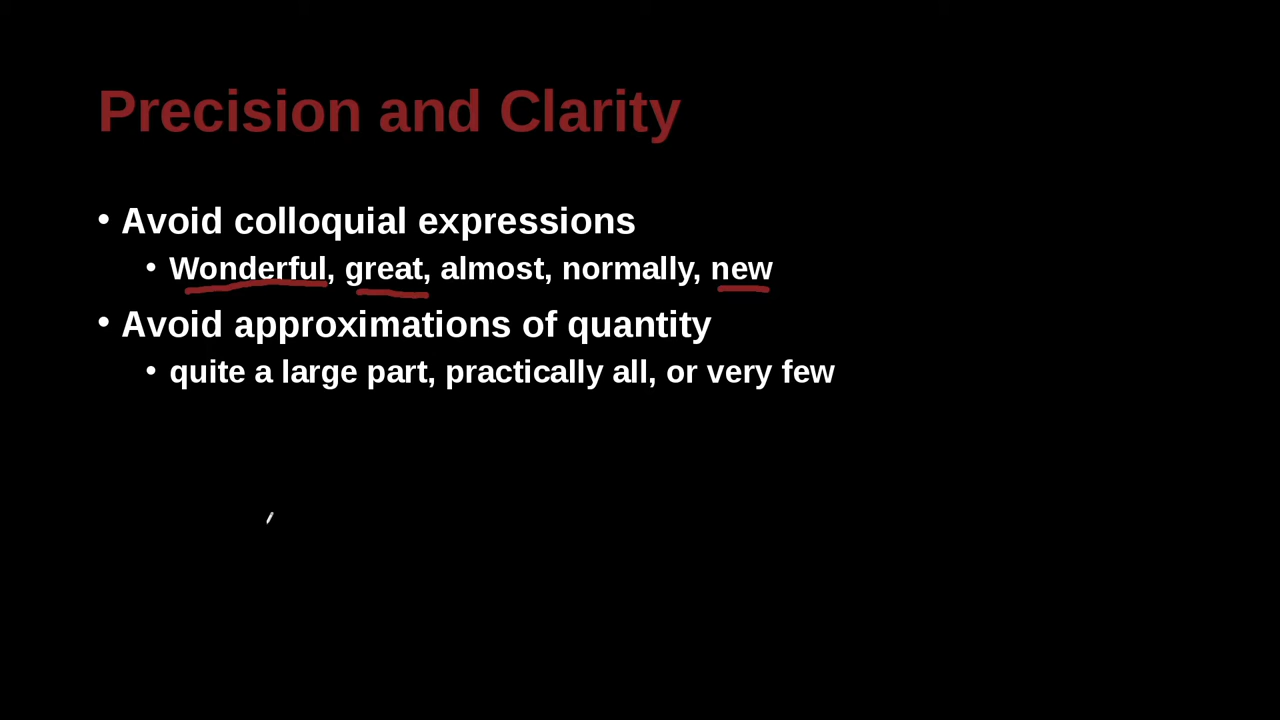 Precision and Clarity
• Avoid colloquial expressions
• Wonderful, great, almost, normally, new
• Avoid approximations of quantity
• quite a large part, practically all, or very few